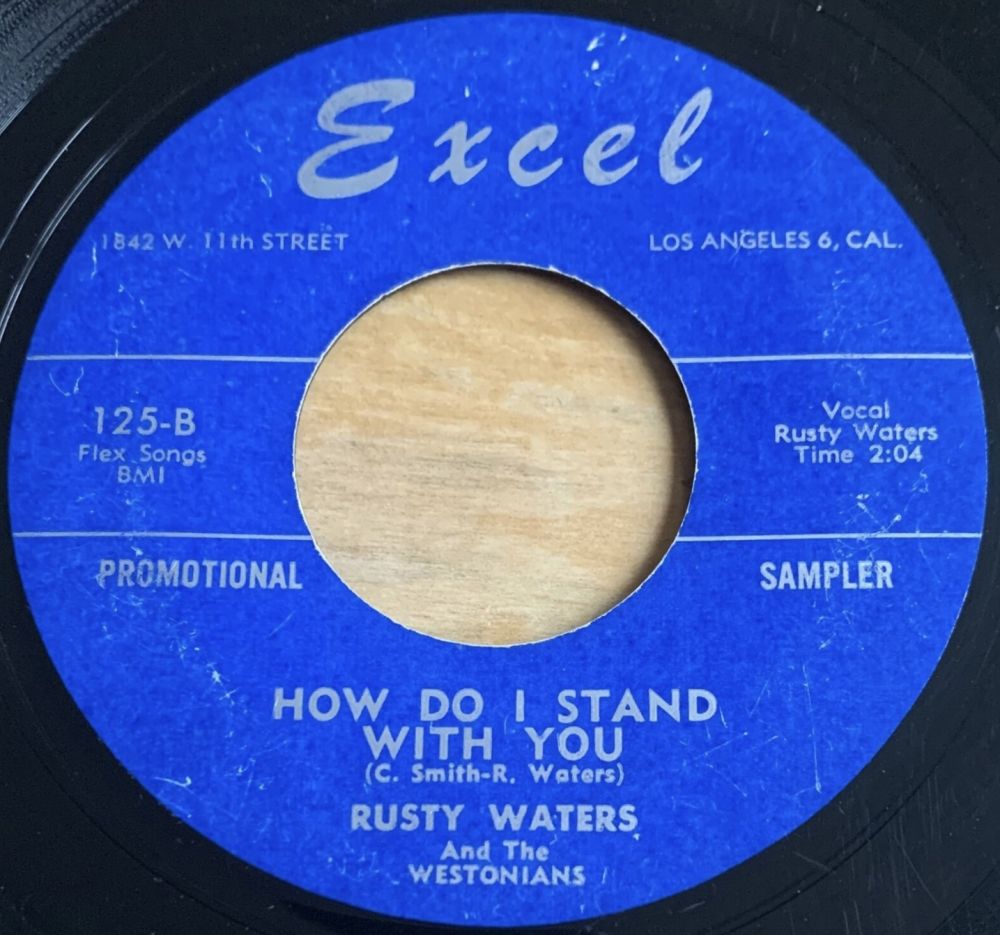 Excel
1842 W. 11th STREET
LOS ANGELES 6, CAL.
125-B
Flex Songs
BMI
Vocal
Rusty Waters
Time 2:04
PROMOTIONAL
SAMPLER
HOW DO I STAND
WITH YOU
(C. Smith-R. Waters)
RUSTY WATERS
And The
WESTONIANS